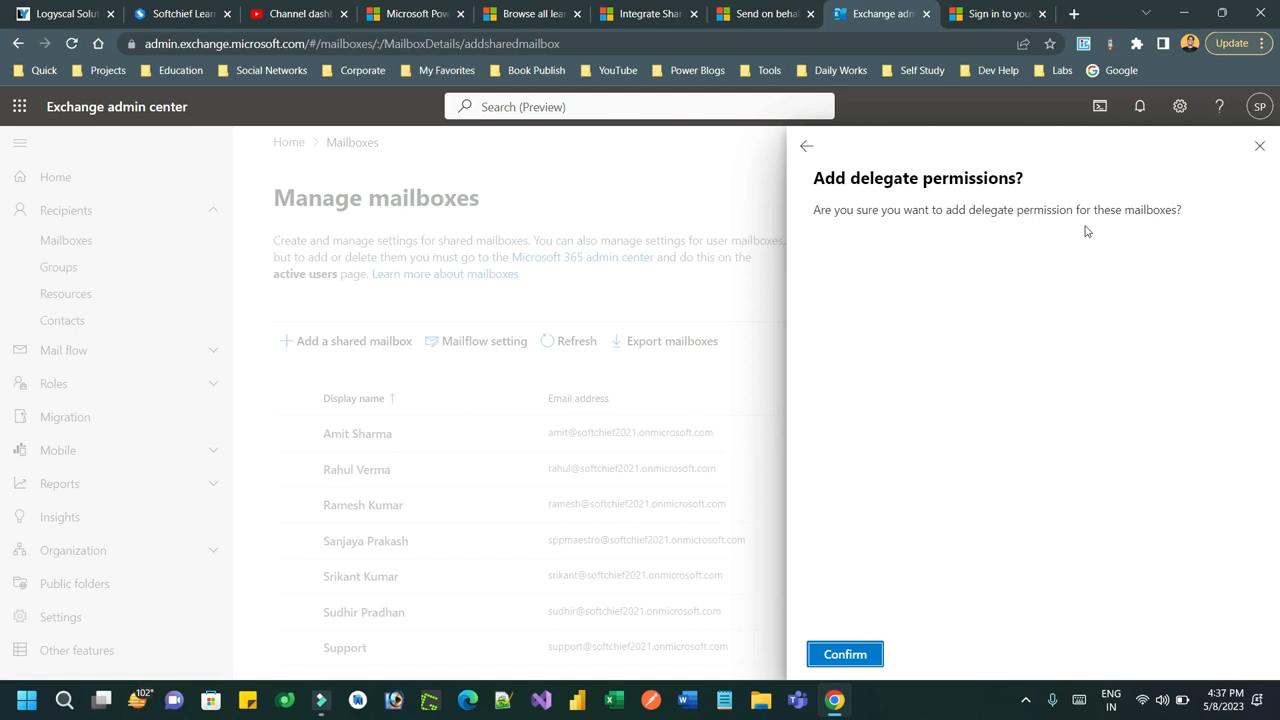 Logyscal Solutio
Softchief Learn
Channel dashb
Microsoft Pow
Browse all lear
Integrate Shar
Send on behal
Exchange adm
Sign in to your
admin.exchange.microsoft.com/#/mailboxes/:/MailboxDetails/addsharedmailbox
Update
Quick
Projects
Education
Social Networks
Corporate
My Favorites
Book Publish
YouTube
Power Blogs
Tools
Daily Works
Self Study
Dev Help
Labs
Google
Exchange admin center
Search (Preview)
SP
Home
Recipients
Mailboxes
Groups
Resources
Contacts
Mail flow
Roles
Migration
Mobile
Reports
Insights
Organization
Public folders
Settings
Other features
Home > Mailboxes
Manage mailboxes
Create and manage settings for shared mailboxes. You can also manage settings for user mailboxes,
but to add or delete them you must go to the Microsoft 365 admin center and do this on the
active users page. Learn more about mailboxes
Add a shared mailbox
Mailflow setting
Refresh
Export mailboxes
Display name ↑
Email address
Amit Sharma
amit@softchief2021.onmicrosoft.com
Rahul Verma
rahul@softchief2021.onmicrosoft.com
Ramesh Kumar
ramesh@softchief2021.onmicrosoft.com
Sanjaya Prakash
sppmaestro@softchief2021.onmicrosoft.com
Srikant Kumar
srikant@softchief2021.onmicrosoft.com
Sudhir Pradhan
sudhir@softchief2021.onmicrosoft.com
Support
support@softchief2021.onmicrosoft.com
Add delegate permissions?
Are you sure you want to add delegate permission for these mailboxes?
Confirm
102°
ENG
IN
4:37 PM
5/8/2023